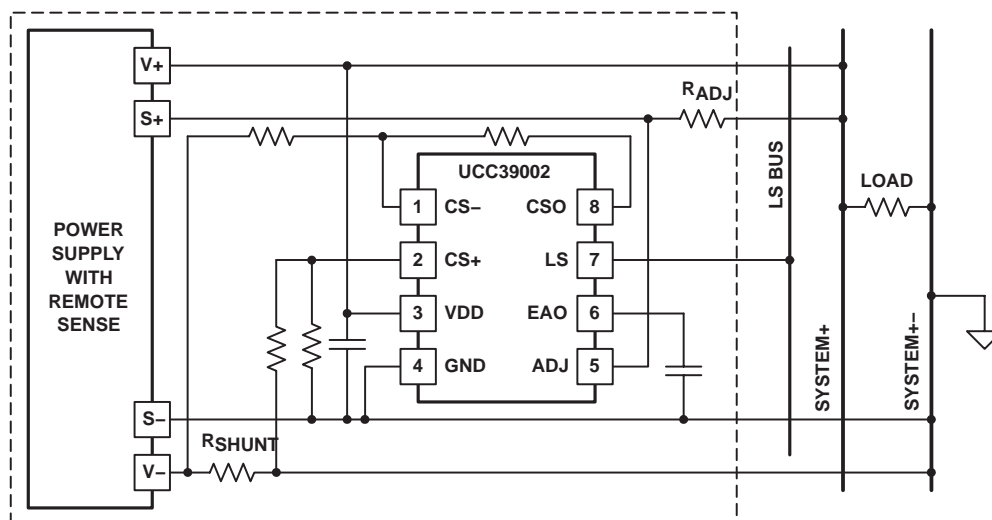 V+
S+
RADJ
UCC39002
LS BUS
LOAD
1 CS−
CSO 8
POWER
SUPPLY
WITH
REMOTE
SENSE
2 CS+
LS 7
3 VDD
EAO 6
4 GND
ADJ 5
SYSTEM+
SYSTEM+−
S−
RSHUNT
V−